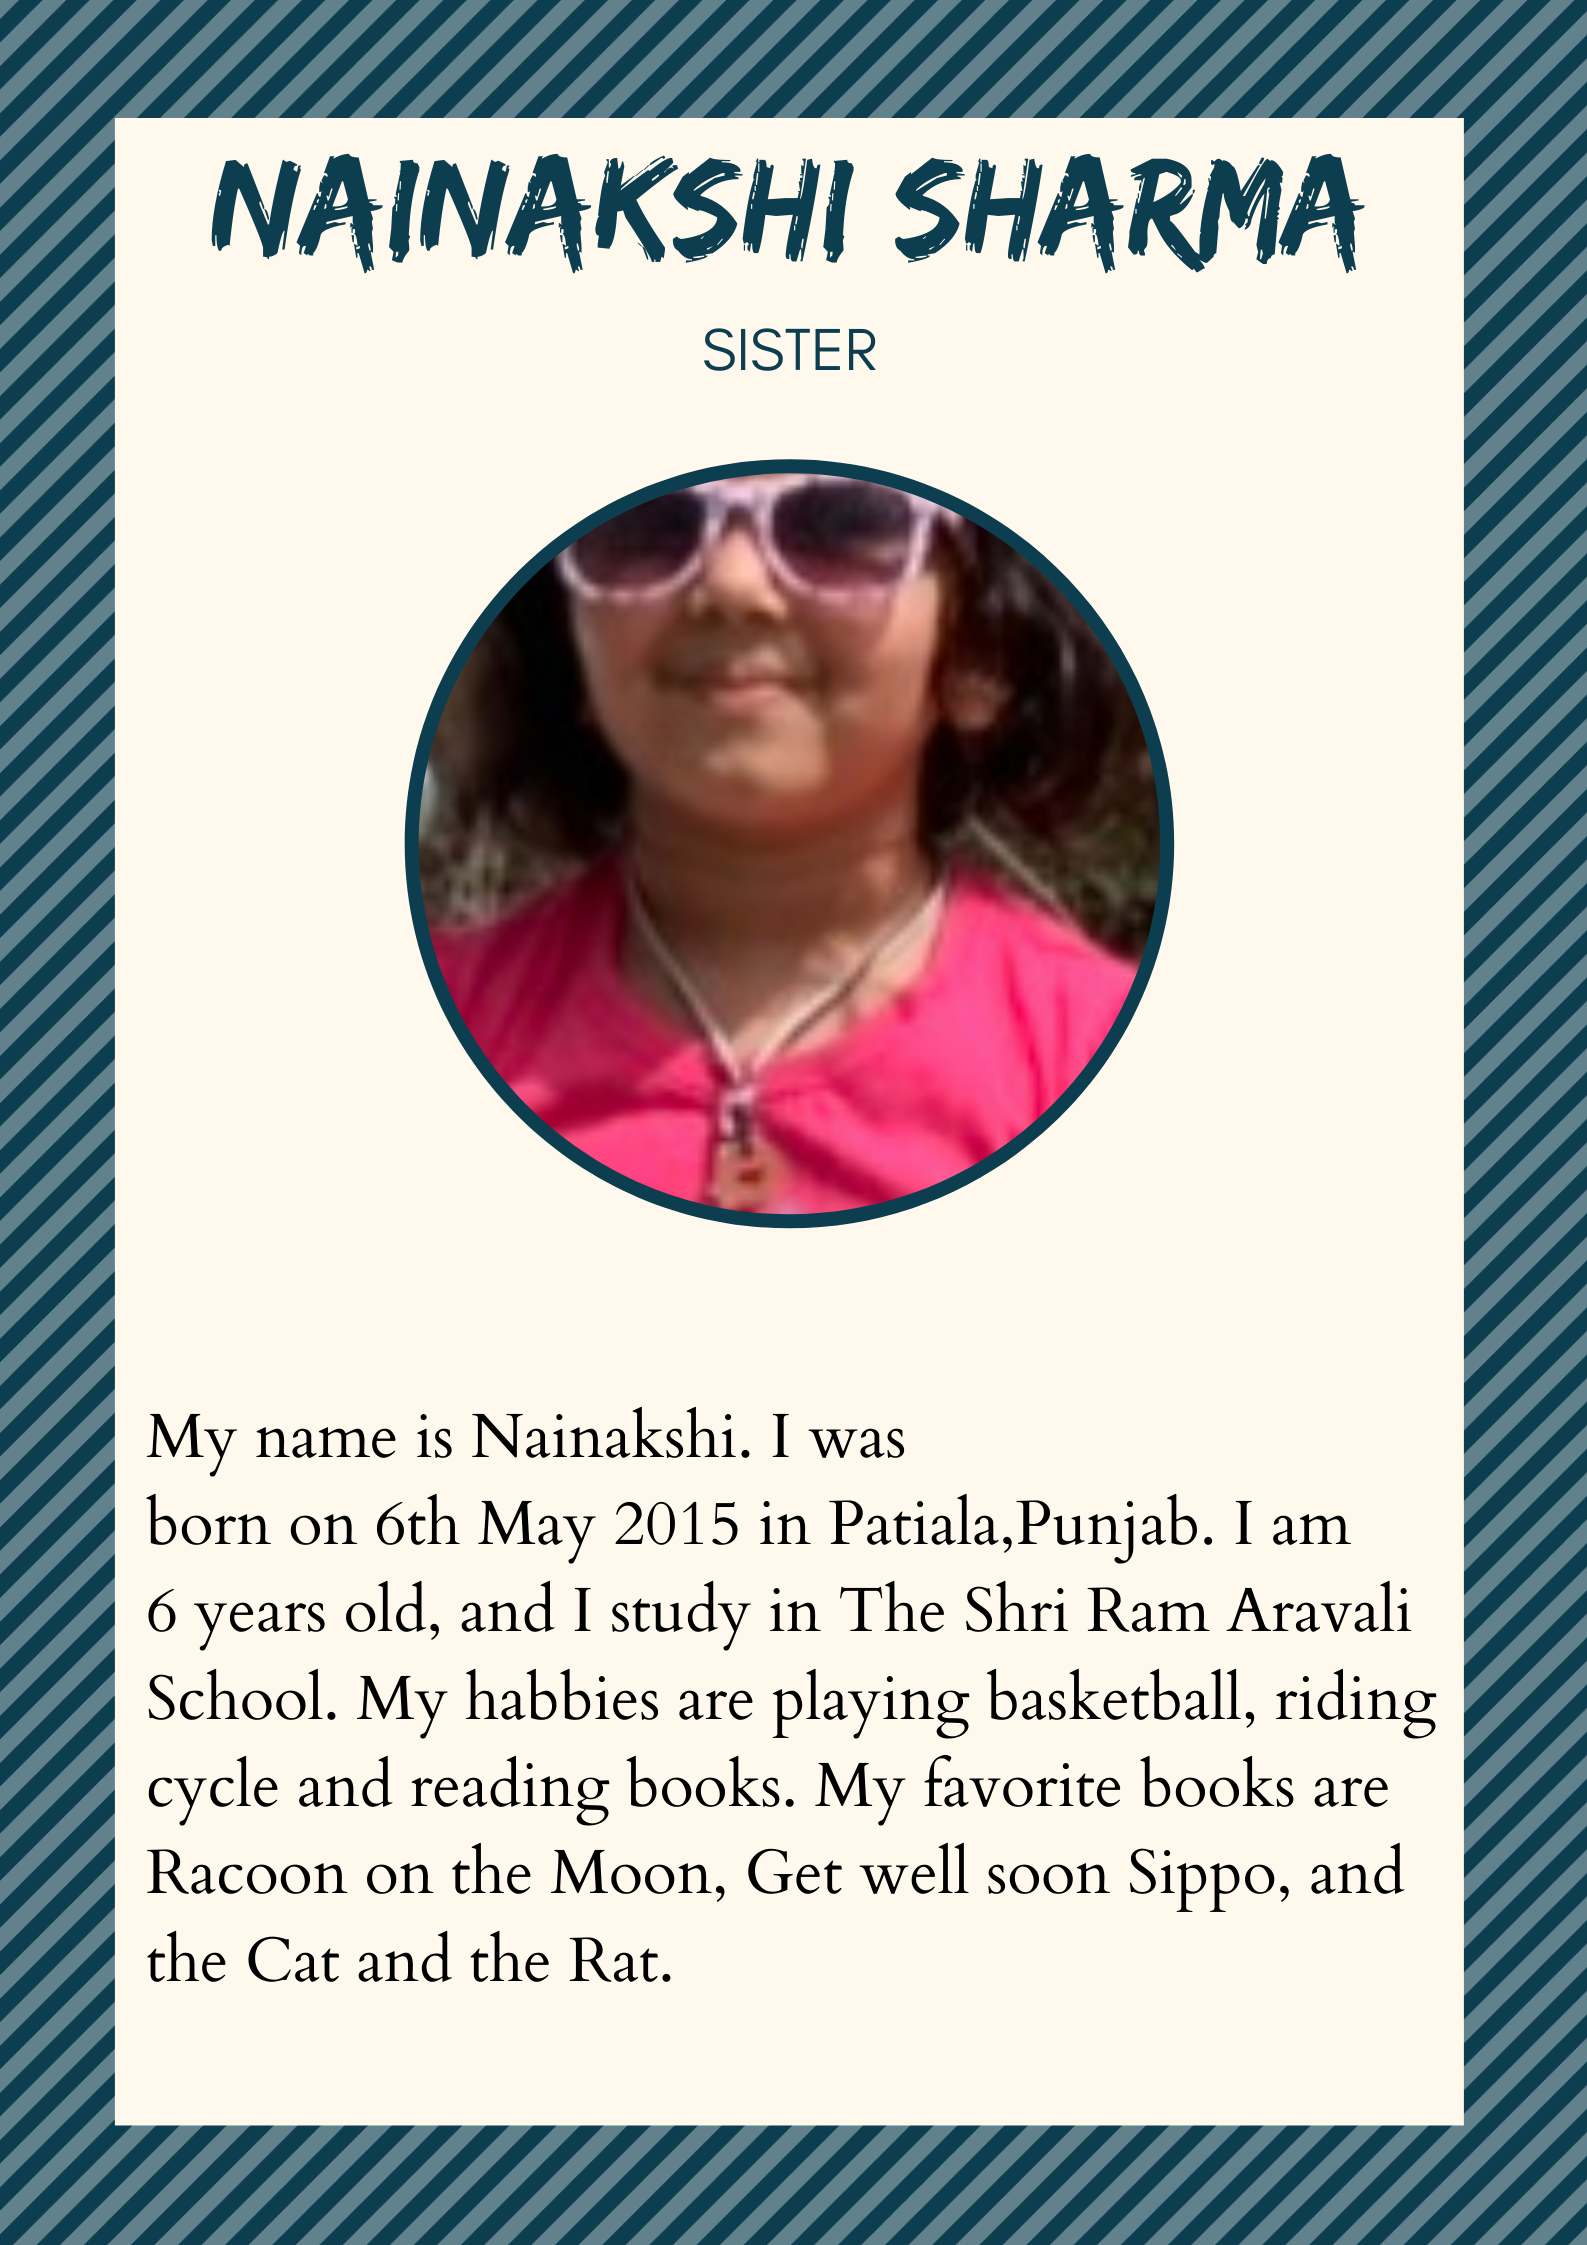 NAINAKSHI SHARMA
SISTER
My name is Nainakshi. I was
born on 6th May 2015 in Patiala,Punjab. I am
6 years old, and I study in The Shri Ram Aravali
School. My habbies are playing basketball, riding
cycle and reading books. My favorite books are
Racoon on the Moon, Get well soon Sippo, and
the Cat and the Rat.